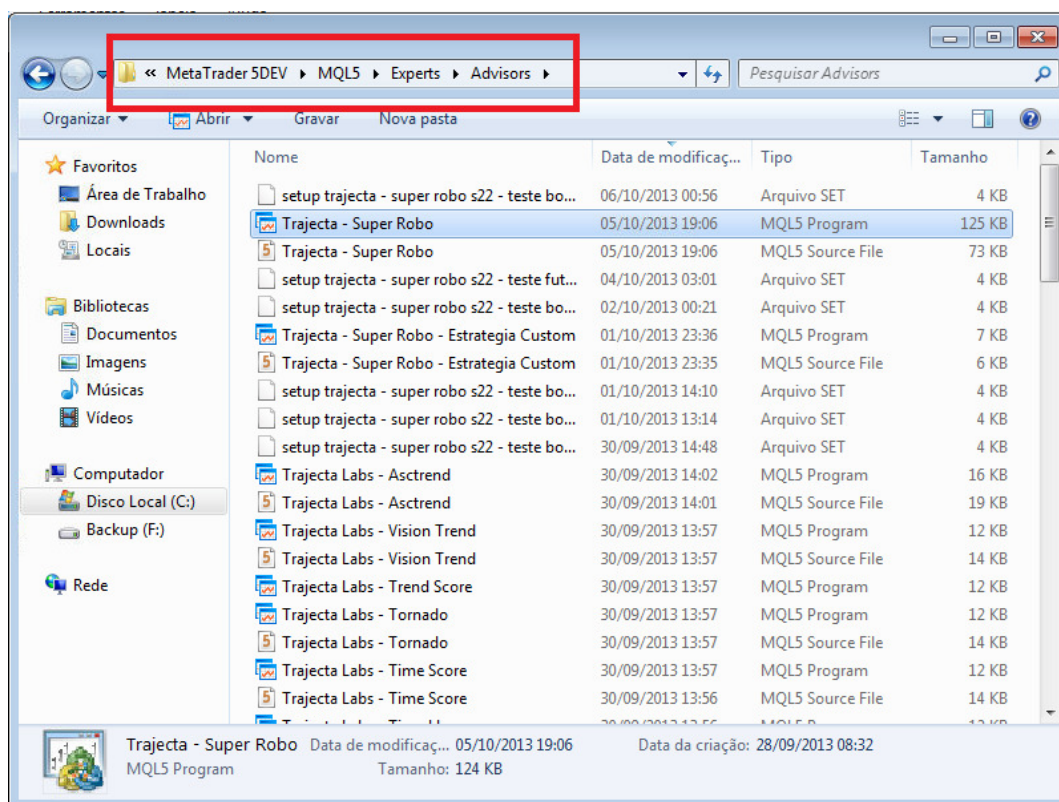 « MetaTrader 5DEV ▸ MQL5 ▸ Experts ▸ Advisors ▸ Pesquisar Advisors
Organizar Abrir Gravar Nova pasta
Favoritos
Área de Trabalho
Downloads
Locais
Bibliotecas
Documentos
Imagens
Músicas
Vídeos
Computador
Disco Local (C:)
Backup (F:)
Rede
Nome Data de modificaç... Tipo Tamanho
setup trajecta - super robo s22 - teste bo... 06/10/2013 00:56 Arquivo SET 4 KB
Trajecta - Super Robo 05/10/2013 19:06 MQL5 Program 125 KB
Trajecta - Super Robo 05/10/2013 19:06 MQL5 Source File 73 KB
setup trajecta - super robo s22 - teste fut... 04/10/2013 03:01 Arquivo SET 4 KB
setup trajecta - super robo s22 - teste bo... 02/10/2013 00:21 Arquivo SET 4 KB
Trajecta - Super Robo - Estrategia Custom 01/10/2013 23:36 MQL5 Program 7 KB
Trajecta - Super Robo - Estrategia Custom 01/10/2013 23:35 MQL5 Source File 6 KB
setup trajecta - super robo s22 - teste bo... 01/10/2013 14:10 Arquivo SET 4 KB
setup trajecta - super robo s22 - teste bo... 01/10/2013 13:14 Arquivo SET 4 KB
setup trajecta - super robo s22 - teste bo... 30/09/2013 14:48 Arquivo SET 4 KB
Trajecta Labs - Asctrend 30/09/2013 14:02 MQL5 Program 16 KB
Trajecta Labs - Asctrend 30/09/2013 14:01 MQL5 Source File 19 KB
Trajecta Labs - Vision Trend 30/09/2013 13:57 MQL5 Program 12 KB
Trajecta Labs - Vision Trend 30/09/2013 13:57 MQL5 Source File 14 KB
Trajecta Labs - Trend Score 30/09/2013 13:57 MQL5 Program 12 KB
Trajecta Labs - Tornado 30/09/2013 13:57 MQL5 Program 12 KB
Trajecta Labs - Tornado 30/09/2013 13:57 MQL5 Source File 14 KB
Trajecta Labs - Time Score 30/09/2013 13:57 MQL5 Program 12 KB
Trajecta Labs - Time Score 30/09/2013 13:56 MQL5 Source File 14 KB
Trajecta - Super Robo Data de modificaç... 05/10/2013 19:06 Data da criação: 28/09/2013 08:32
MQL5 Program Tamanho: 124 KB